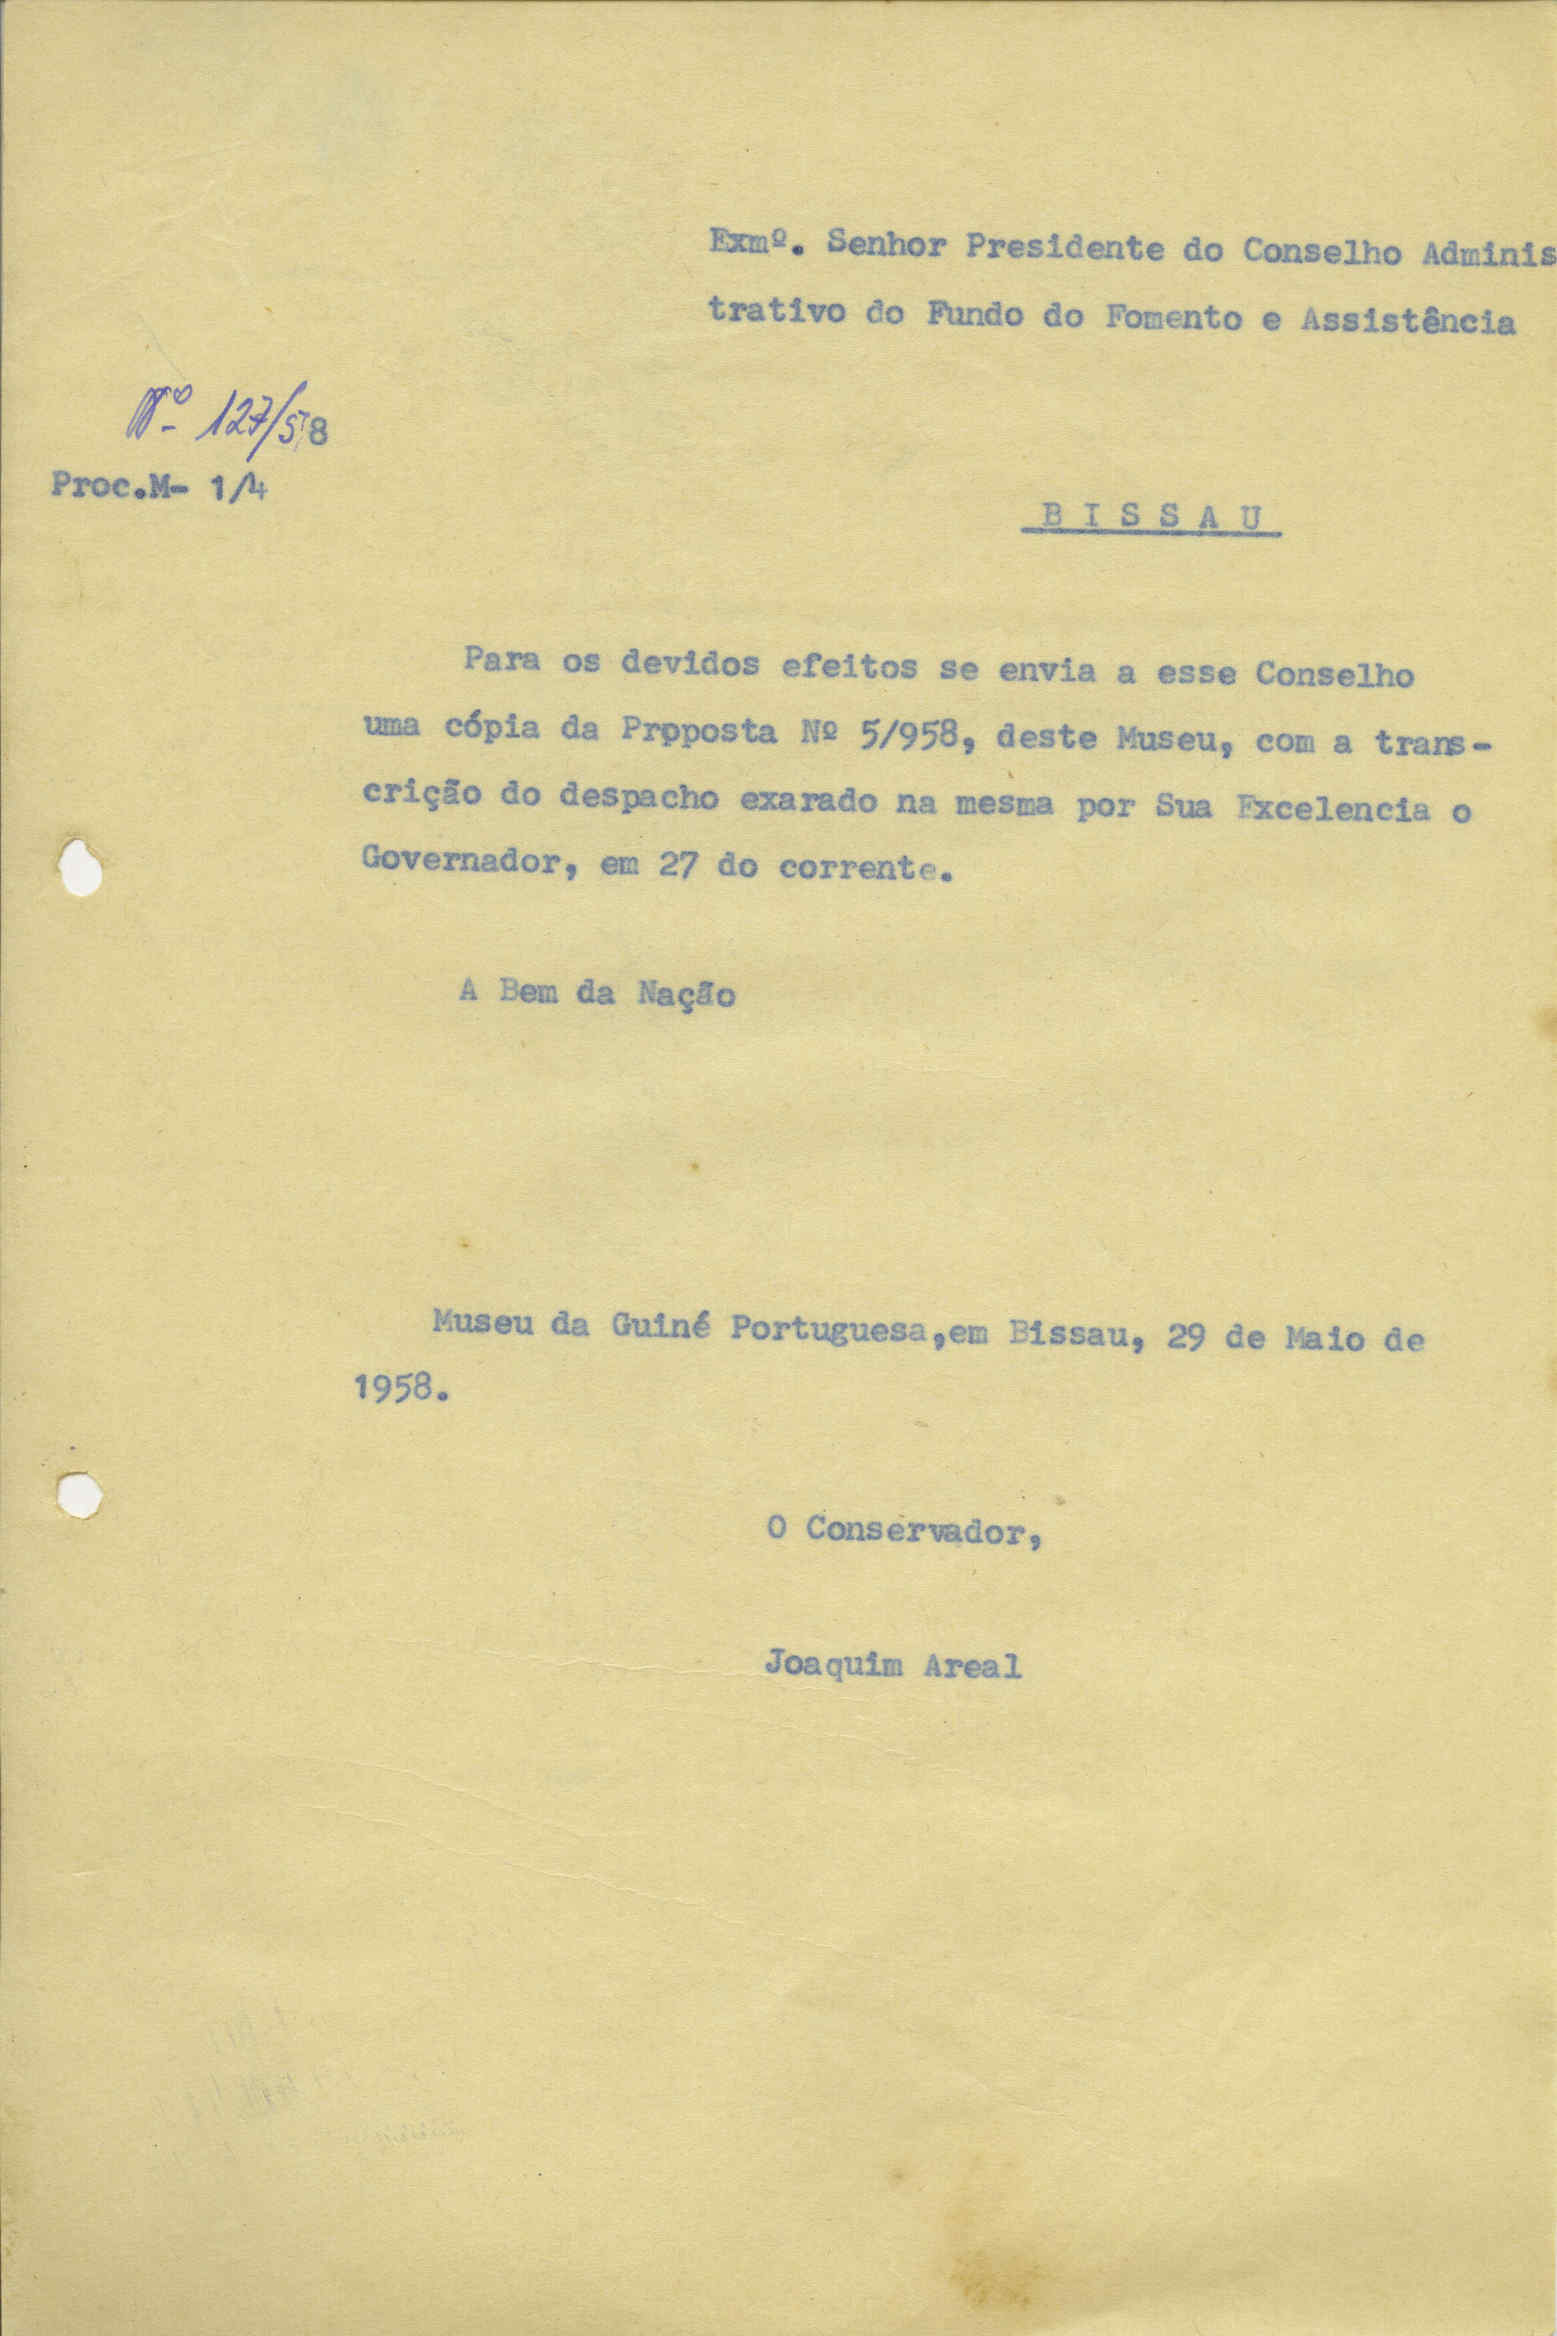 Exmº. Senhor Presidente do Conselho Adminis
trativo do Fundo do Fomento e Assistência
Nº 127/58
Proc.M- 1/4
B I S S A U
Para os devidos efeitos se envia a esse Conselho
uma cópia da Proposta Nº 5/958, deste Museu, com a trans-
crição do despacho exarado na mesma por Sua Excelencia o
Governador, em 27 do corrente.
A Bem da Nação
Museu da Guiné Portuguesa,em Bissau, 29 de Maio de
1958.
O Conservador,
Joaquim Areal